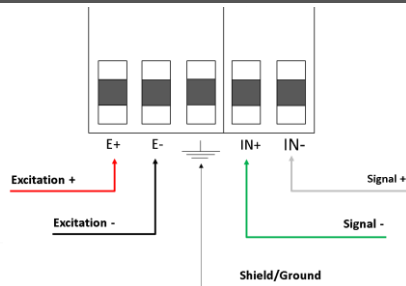 E+ E- IN+ IN-
Excitation + Signal +
Excitation - Signal -
Shield/Ground